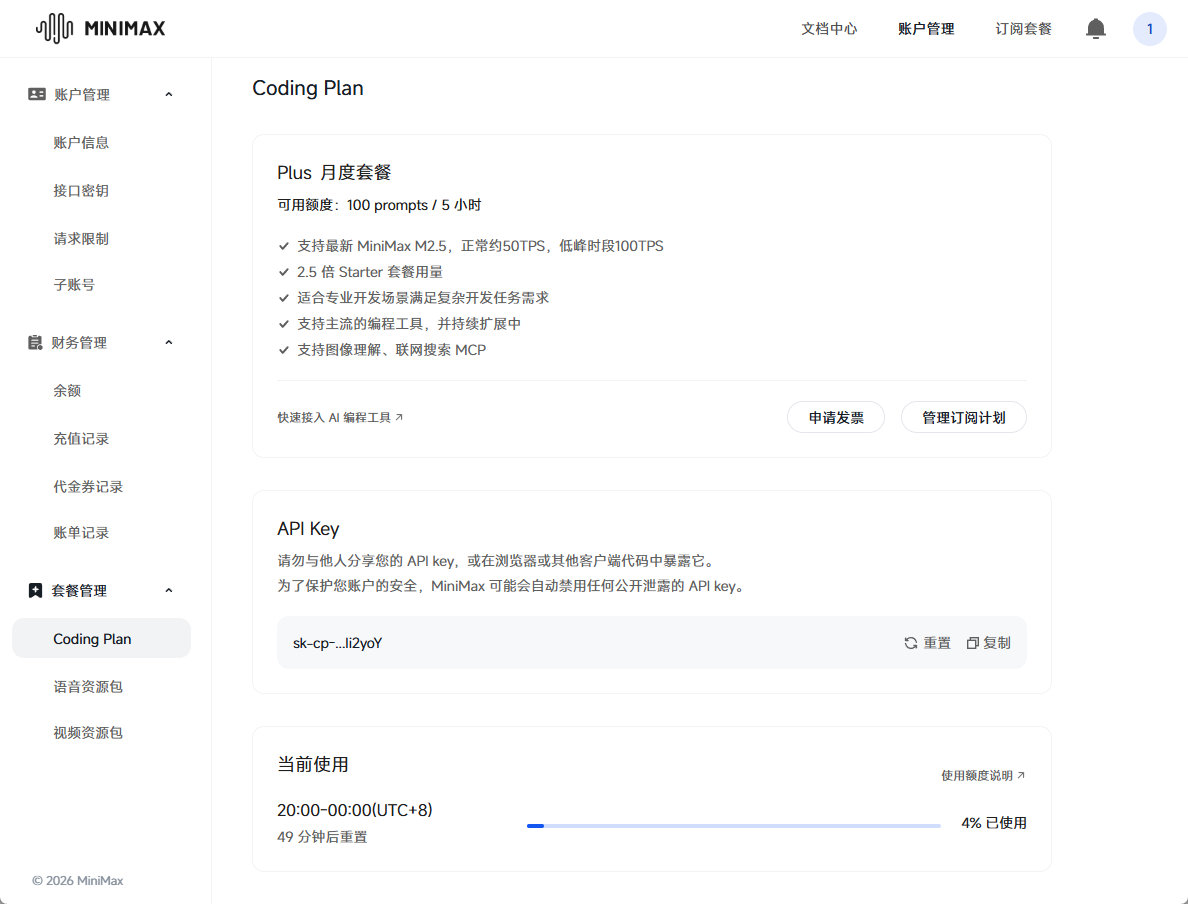 MINIMAX
文档中心
账户管理
订阅套餐
1
账户管理
账户信息
接口密钥
请求限制
子账号
财务管理
余额
充值记录
代金券记录
账单记录
套餐管理
Coding Plan
语音资源包
视频资源包
© 2026 MiniMax
Coding Plan
Plus 月度套餐
可用额度：100 prompts / 5 小时
支持最新 MiniMax M2.5，正常约50TPS，低峰时段100TPS
2.5 倍 Starter 套餐用量
适合专业开发场景满足复杂开发任务需求
支持主流的编程工具，并持续扩展中
支持图像理解、联网搜索 MCP
快速接入 AI 编程工具
申请发票
管理订阅计划
API Key
请勿与他人分享您的 API key，或在浏览器或其他客户端代码中暴露它。
为了保护您账户的安全，MiniMax 可能会自动禁用任何公开泄露的 API key。
sk-cp-...li2yoY
重置
复制
当前使用
使用额度说明
20:00-00:00(UTC+8)
49 分钟后重置
4% 已使用